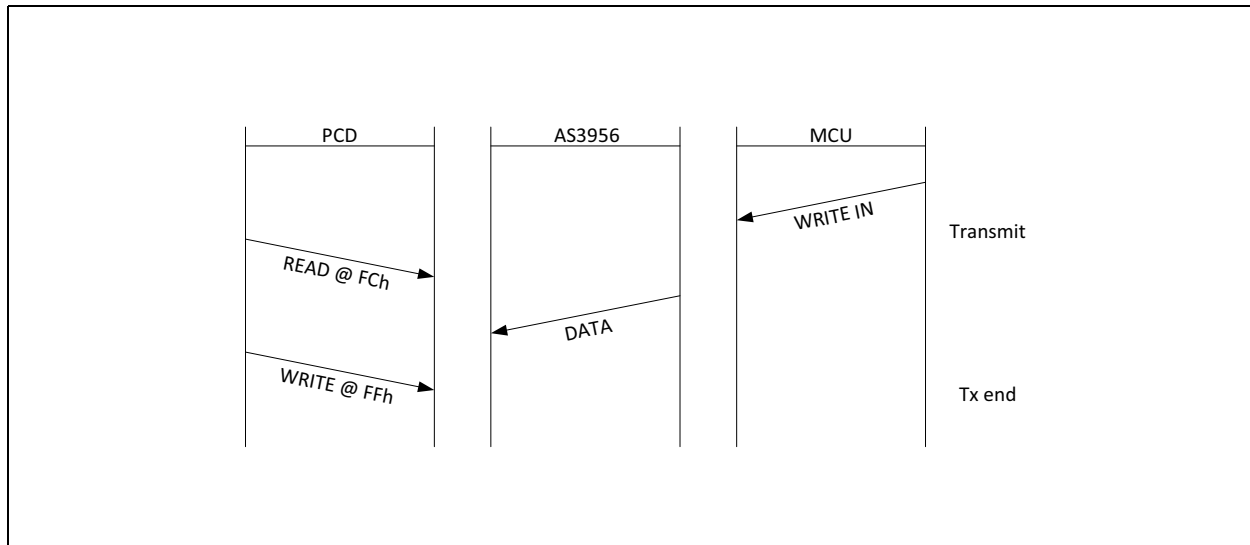 PCD
AS3956
MCU
WRITE IN
Transmit
READ @ FCh
DATA
WRITE @ FFh
Tx end